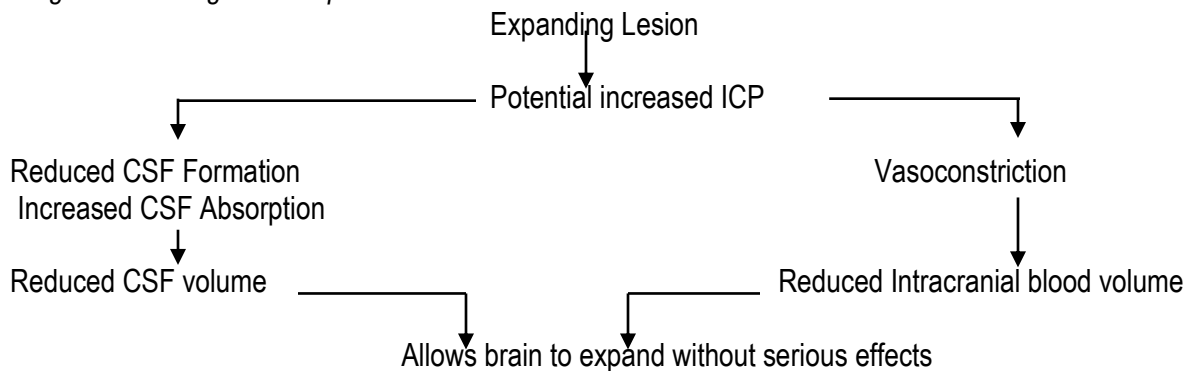 Expanding Lesion
Potential increased ICP
Reduced CSF Formation
Increased CSF Absorption
Vasoconstriction
Reduced CSF volume
Reduced Intracranial blood volume
Allows brain to expand without serious effects